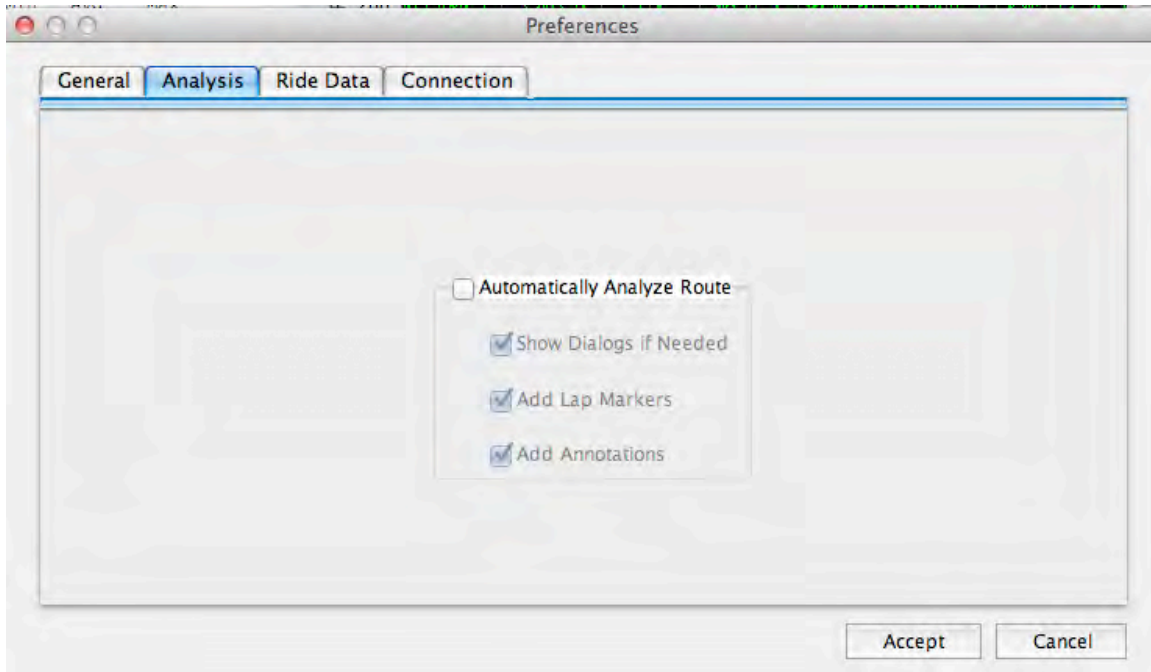 Preferences
General Analysis Ride Data Connection
Automatically Analyze Route
Show Dialogs if Needed
Add Lap Markers
Add Annotations
Accept Cancel